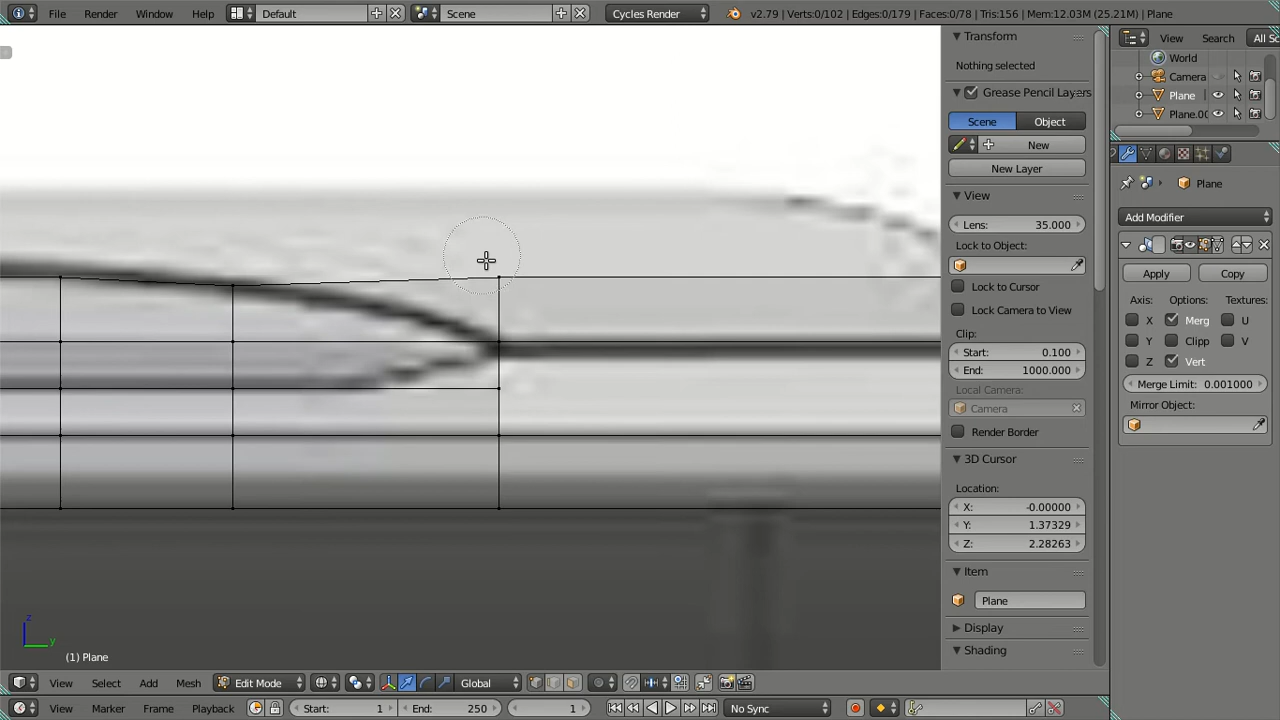 File Render Window Help Default Scene Cycles Render v2.79 | Verts:0/102 | Edges:0/179 | Faces:0/78 | Tris:156 | Mem:12.03M (25.21M) | Plane
Transform
Nothing selected
Grease Pencil Layers
Scene Object
New
New Layer
View
Lens: 35.000
Lock to Object:
Lock to Cursor
Lock Camera to View
Clip:
Start: 0.100
End: 1000.000
Local Camera:
Camera
Render Border
3D Cursor
Location:
X: -0.00000
Y: 1.37329
Z: 2.28263
Item
Plane
Display
Shading
View Search All Sc
World
Camera
Plane
Plane.00
Plane
Add Modifier
Apply Copy
Axis: Options: Textures:
X Merg U
Y Clipp V
Z Vert
Merge Limit: 0.001000
Mirror Object:
z
y
(1) Plane
View Select Add Mesh Edit Mode Global
View Marker Frame Playback Start: 1 End: 250 1 No Sync